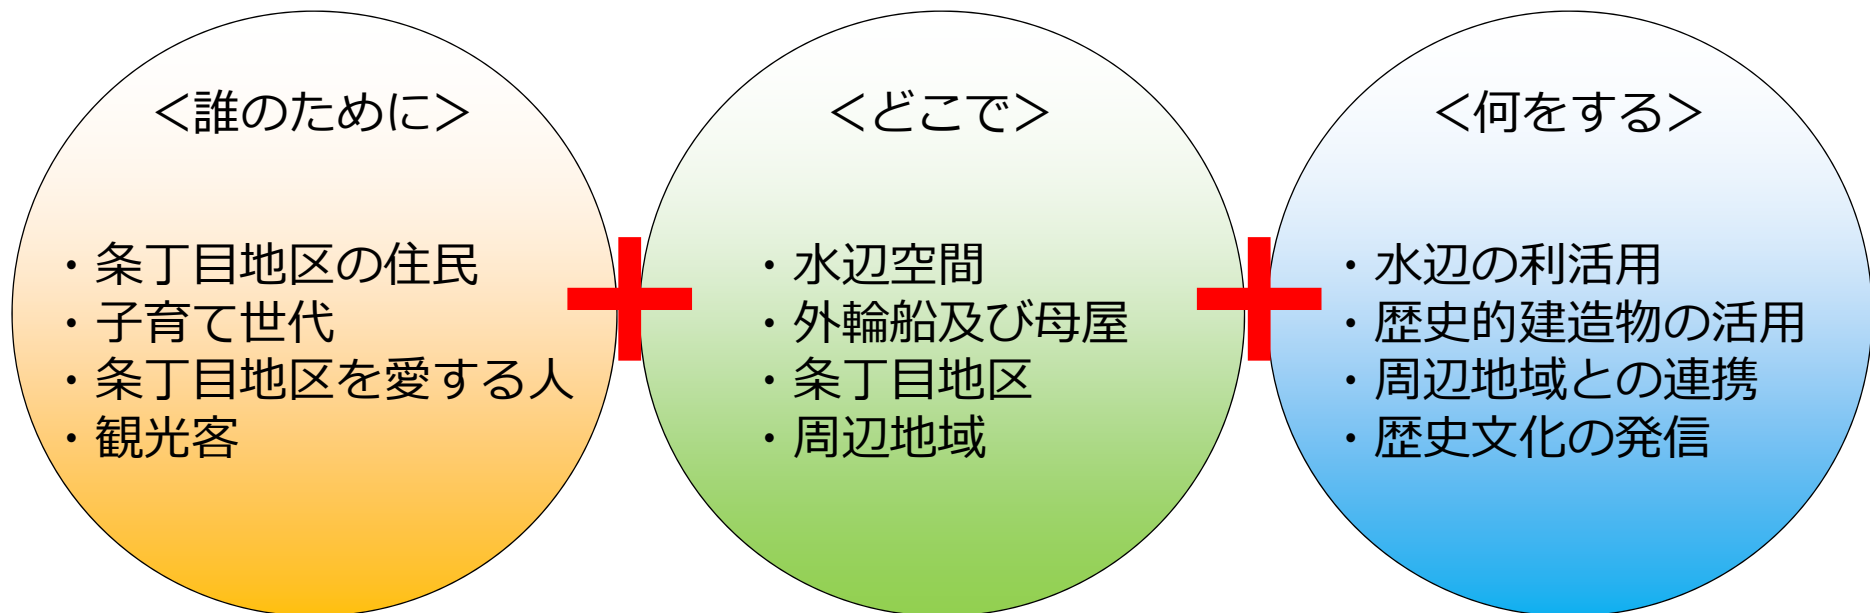 ＜誰のために＞
・条丁目地区の住民
・子育て世代
・条丁目地区を愛する人
・観光客
＜どこで＞
・水辺空間
・外輪船及び母屋
・条丁目地区
・周辺地域
＜何をする＞
・水辺の利活用
・歴史的建造物の活用
・周辺地域との連携
・歴史文化の発信